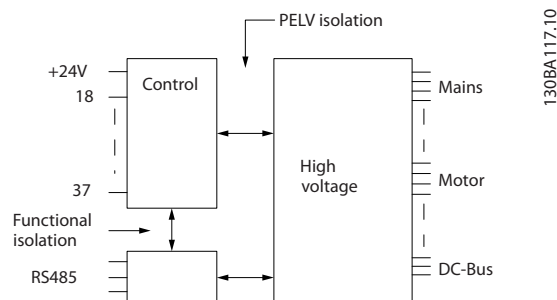 PELV isolation
130BA117.10
+24V
Control
Mains
18
High
voltage
37
Motor
Functional
isolation
RS485
DC-Bus